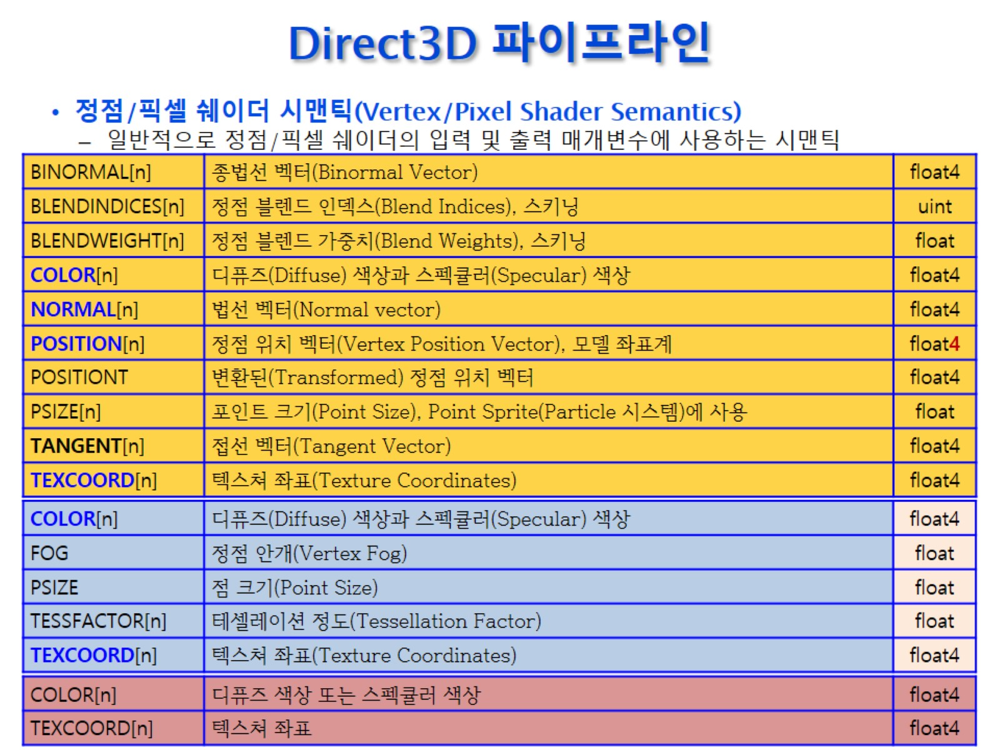 Direct3D 파이프라인
• 정점/픽셀 쉐이더 시맨틱(Vertex/Pixel Shader Semantics)
– 일반적으로 정점/픽셀 쉐이더의 입력 및 출력 매개변수에 사용하는 시맨틱
BINORMAL[n] 종법선 벡터(Binormal Vector) float4
BLENDINDICES[n] 정점 블렌드 인덱스(Blend Indices), 스키닝 uint
BLENDWEIGHT[n] 정점 블렌드 가중치(Blend Weights), 스키닝 float
COLOR[n] 디퓨즈(Diffuse) 색상과 스펙큘러(Specular) 색상 float4
NORMAL[n] 법선 벡터(Normal vector) float4
POSITION[n] 정점 위치 벡터(Vertex Position Vector), 모델 좌표계 float4
POSITIONT 변환된(Transformed) 정점 위치 벡터 float4
PSIZE[n] 포인트 크기(Point Size), Point Sprite(Particle 시스템)에 사용 float
TANGENT[n] 접선 벡터(Tangent Vector) float4
TEXCOORD[n] 텍스쳐 좌표(Texture Coordinates) float4
COLOR[n] 디퓨즈(Diffuse) 색상과 스펙큘러(Specular) 색상 float4
FOG 정점 안개(Vertex Fog) float
PSIZE 점 크기(Point Size) float
TESSFACTOR[n] 테셀레이션 정도(Tessellation Factor) float
TEXCOORD[n] 텍스쳐 좌표(Texture Coordinates) float4
COLOR[n] 디퓨즈 색상 또는 스펙큘러 색상 float4
TEXCOORD[n] 텍스쳐 좌표 float4